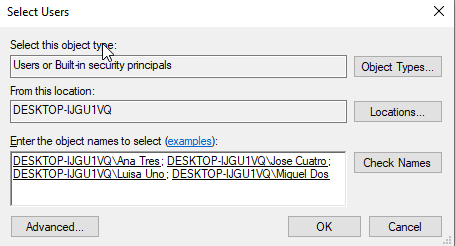 Select Users
Select this object type:
Users or Built-in security principals
Object Types...
From this location:
DESKTOP-IJGU1VQ
Locations...
Enter the object names to select (examples):
DESKTOP-IJGU1VQ\Ana Tres; DESKTOP-IJGU1VQ\Jose Cuatro;
DESKTOP-IJGU1VQ\Luisa Uno; DESKTOP-IJGU1VQ\Miguel Dos
Check Names
Advanced...
OK
Cancel